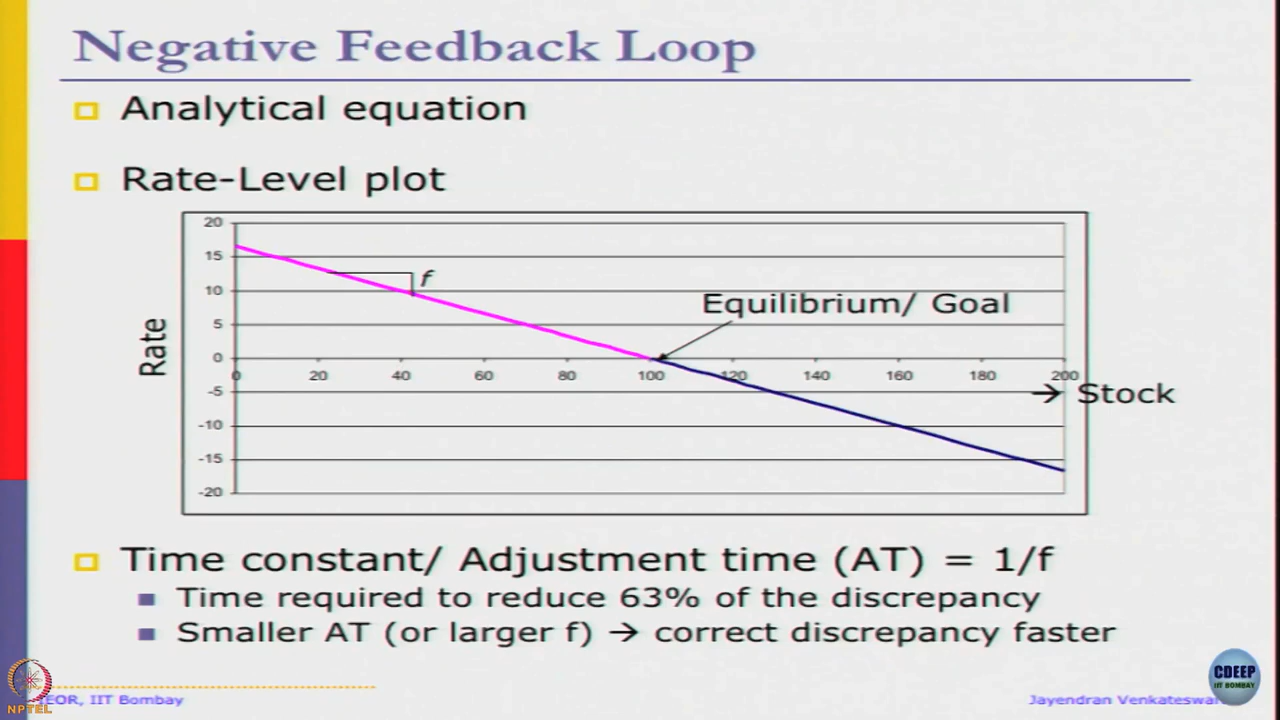 Negative Feedback Loop
Analytical equation
Rate-Level plot
20
15
10
5
0
-5
-10
-15
-20
Rate
f
Equilibrium/ Goal
0 20 40 60 80 100 120 140 160 180 200
→ Stock
Time constant/ Adjustment time (AT) = 1/f
Time required to reduce 63% of the discrepancy
Smaller AT (or larger f) → correct discrepancy faster
NPTEL
IEOR, IIT Bombay
Jayendran
CDEEP
IIT BOMBAY